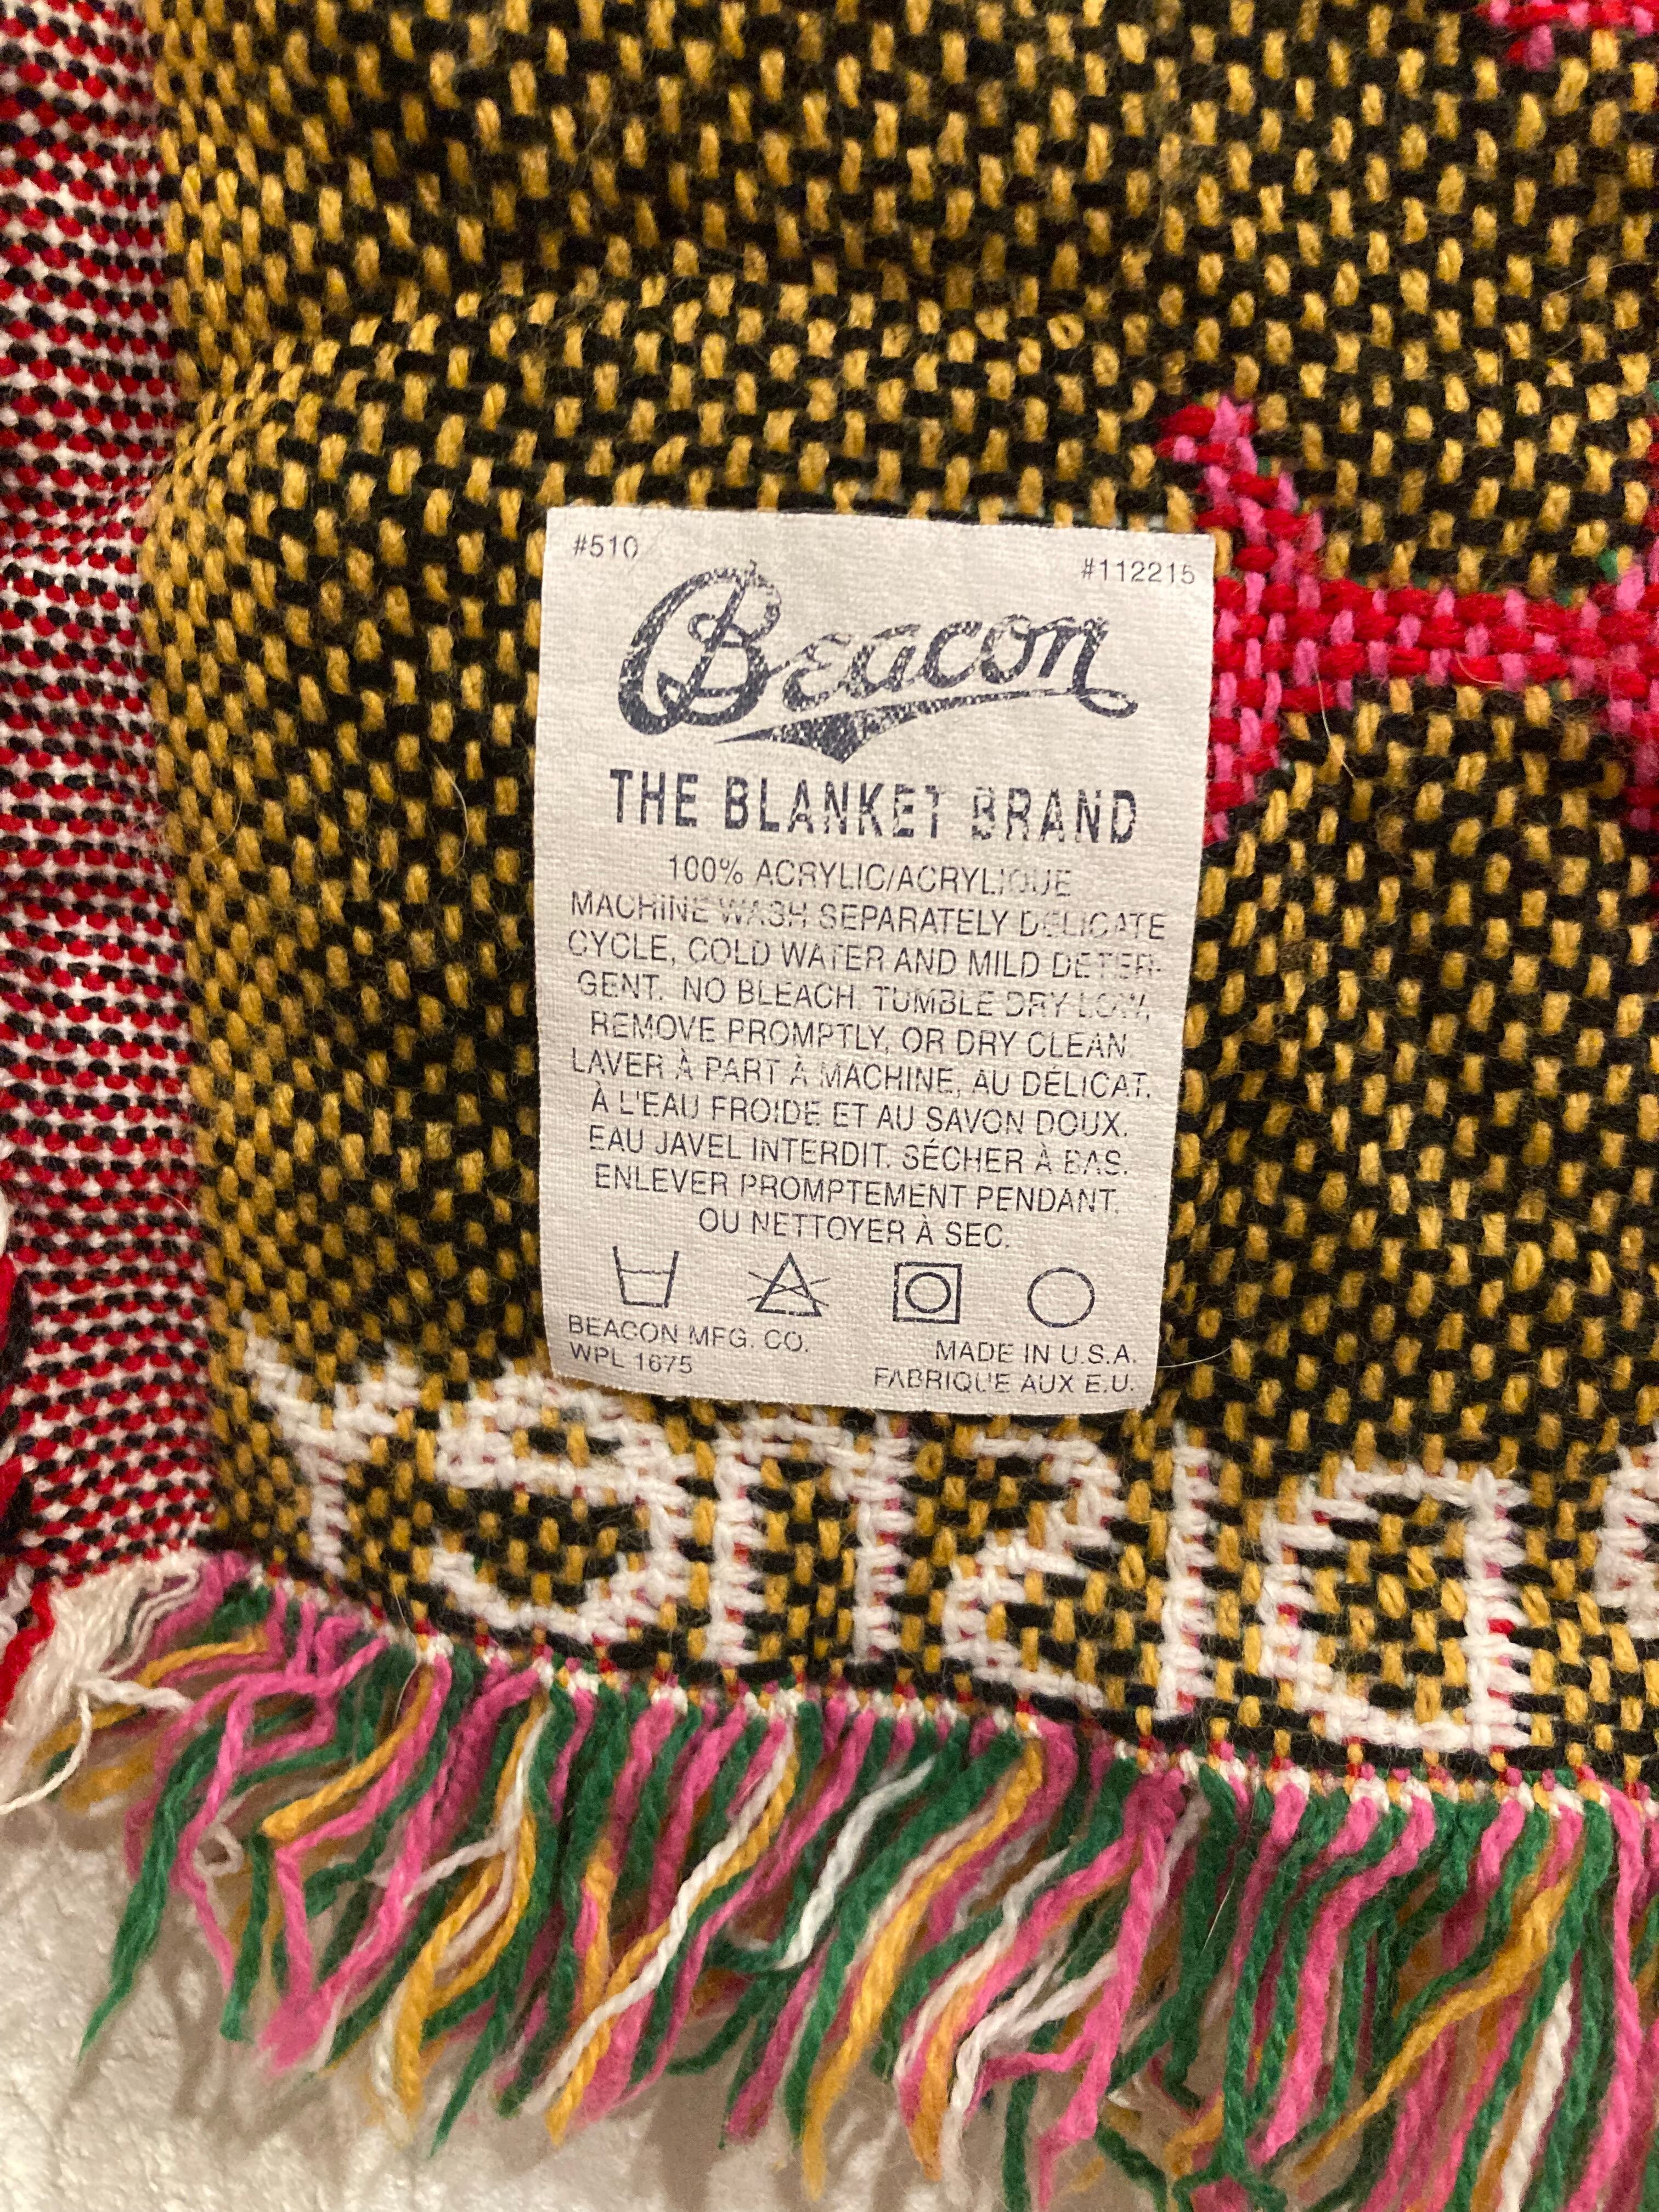 #510
#112215
Beacon
THE BLANKET BRAND
100% ACRYLIC/ACRYLIQUE
MACHINE WASH SEPARATELY DELICATE
CYCLE, COLD WATER AND MILD DETER-
GENT. NO BLEACH. TUMBLE DRY LOW,
REMOVE PROMPTLY, OR DRY CLEAN
LAVER À PART À MACHINE, AU DÉLICAT.
À L'EAU FROIDE ET AU SAVON DOUX.
EAU JAVEL INTERDIT. SÉCHER À BAS.
ENLEVER PROMPTEMENT PENDANT.
OU NETTOYER À SEC.
BEACON MFG. CO.
WPL 1675
MADE IN U.S.A.
FABRIQUE AUX E.U.